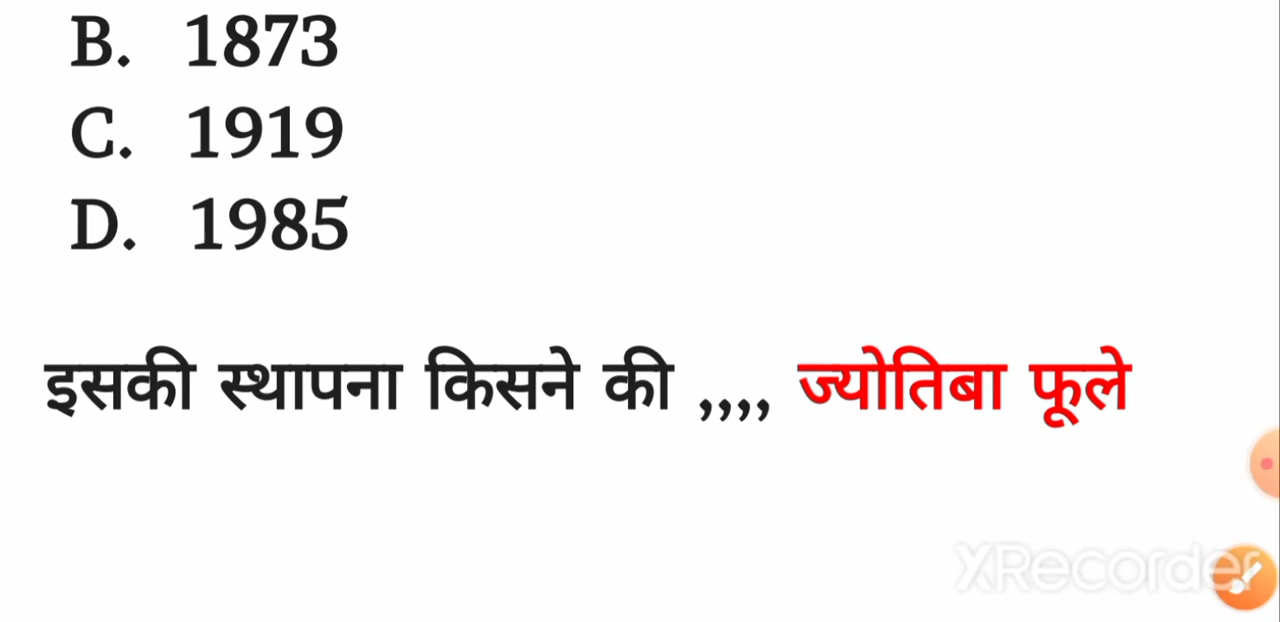 B. 1873
C. 1919
D. 1985
इसकी स्थापना किसने की ,,,, ज्योतिबा फूले
XRecorder